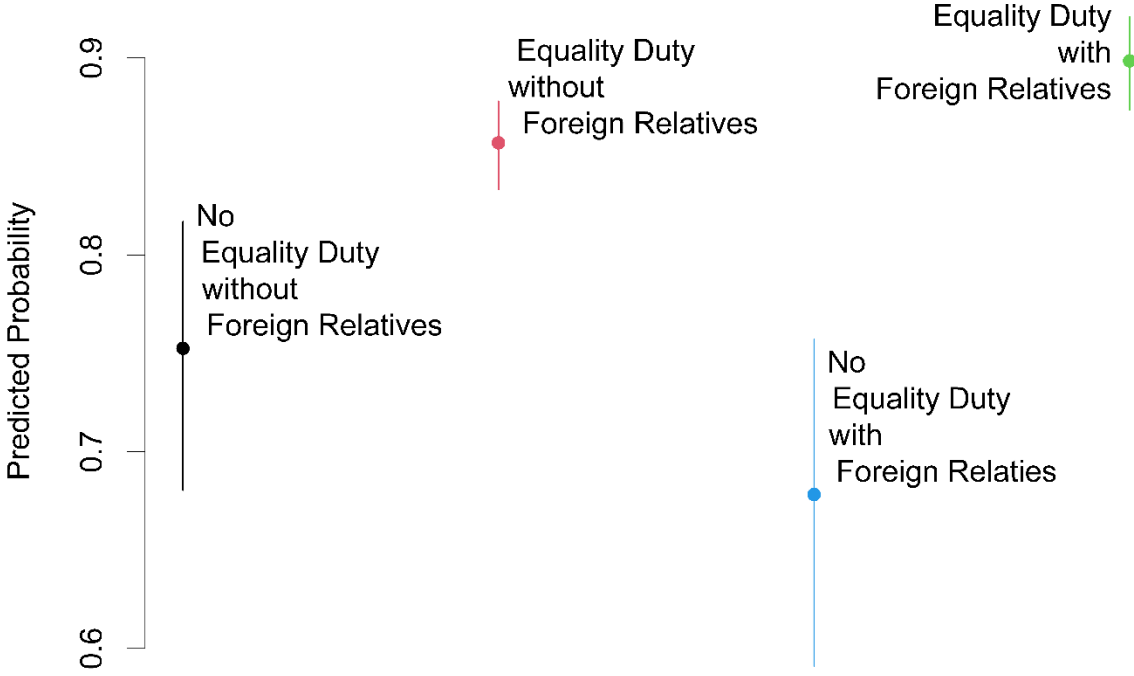 Predicted Probability
0.9
0.8
0.7
0.6
No
Equality Duty
without
Foreign Relatives
Equality Duty
without
Foreign Relatives
No
Equality Duty
with
Foreign Relaties
Equality Duty
with
Foreign Relatives